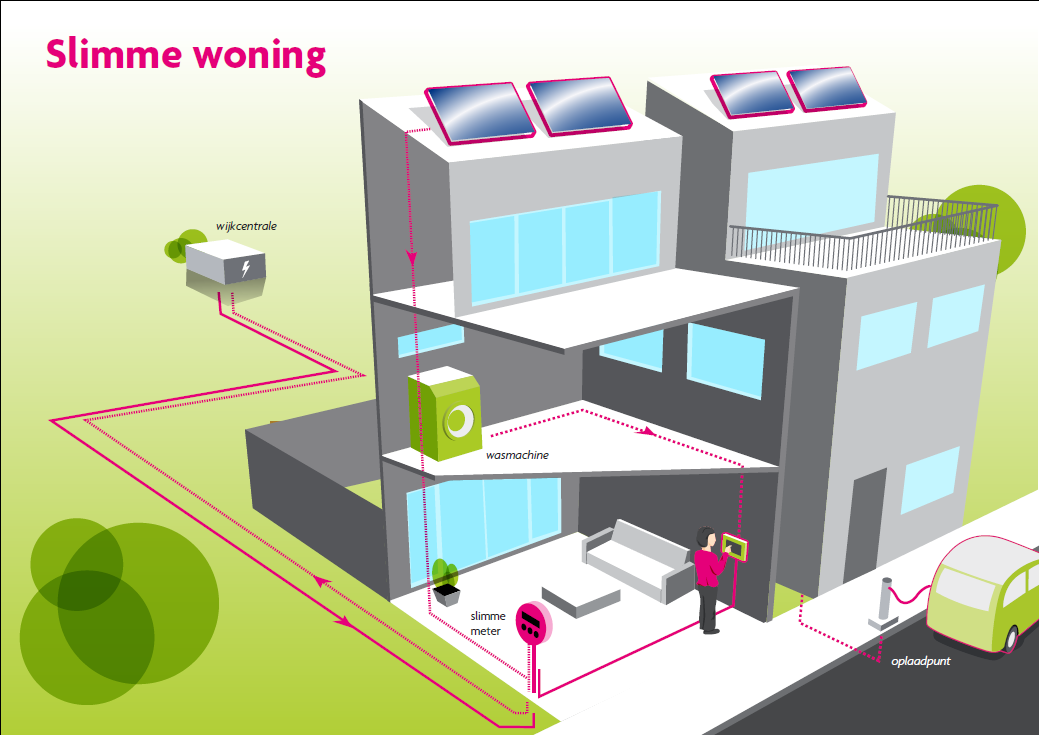 Slimme woning
wijkcentrale
wasmachine
slimme
meter
oplaadpunt